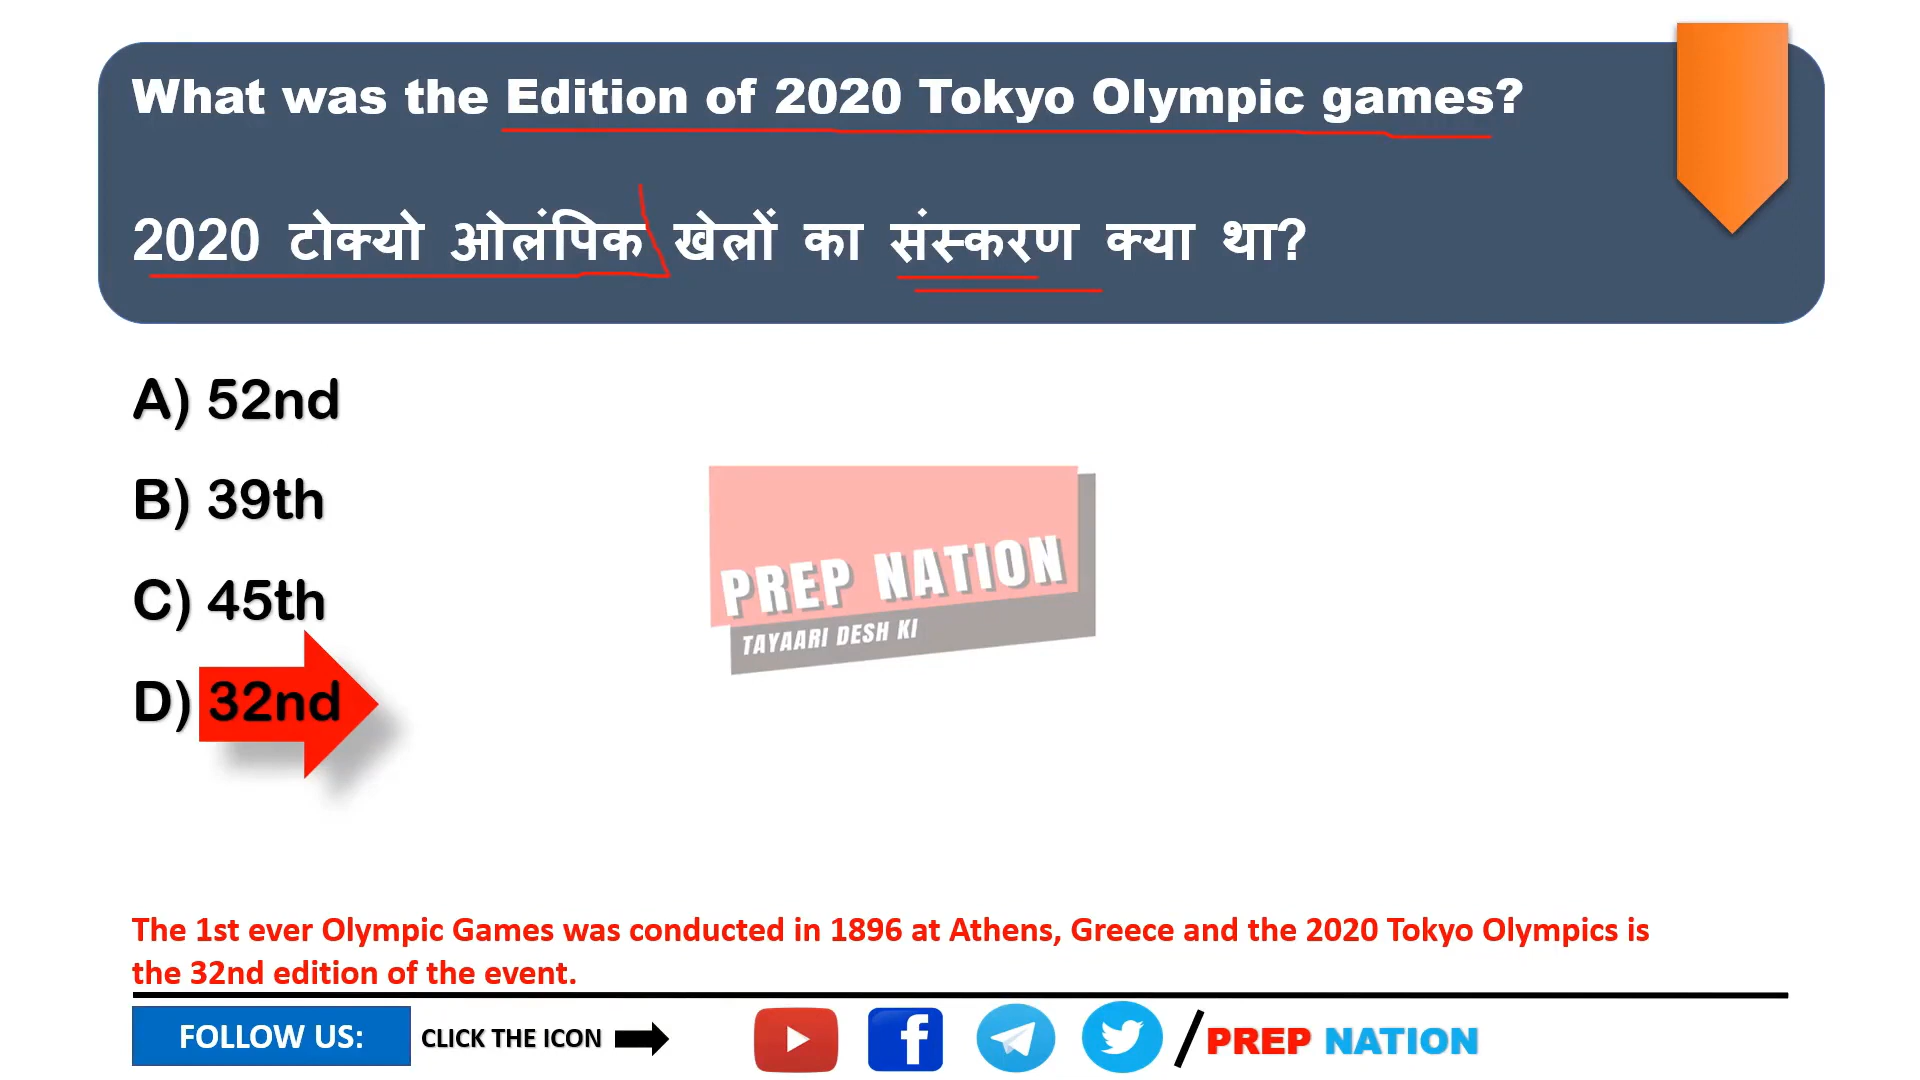 What was the Edition of 2020 Tokyo Olympic games?
2020 टोक्यो ओलंपिक खेलों का संस्करण क्या था?
A) 52nd
B) 39th
C) 45th
D) 32nd
PREP NATION
TAYAARI DESH KI
The 1st ever Olympic Games was conducted in 1896 at Athens, Greece and the 2020 Tokyo Olympics is
the 32nd edition of the event.
FOLLOW US: CLICK THE ICON /PREP NATION